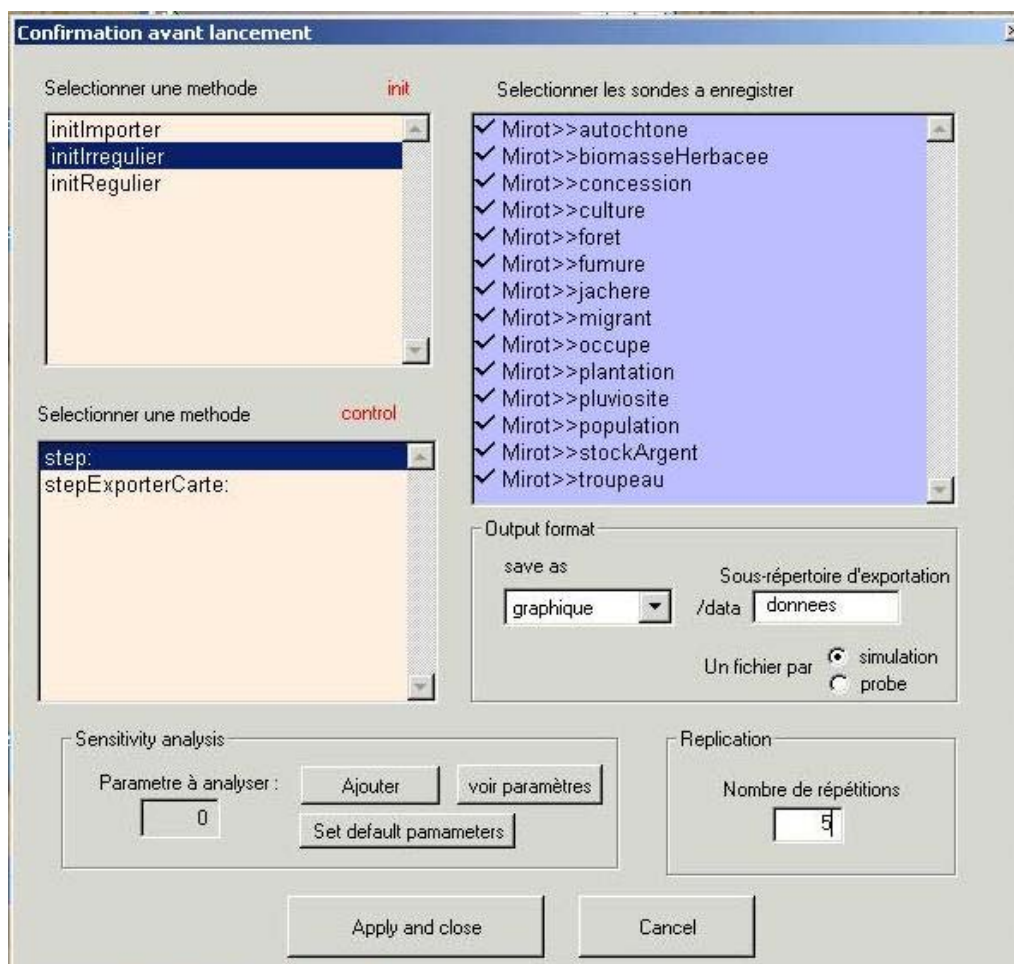 Confirmation avant lancement
Selectionner une methode init
initImporter
initIrregulier
initRegulier
Selectionner une methode control
step:
stepExporterCarte:
Selectionner les sondes a enregistrer
Mirot>>autochtone
Mirot>>biomasseHerbacee
Mirot>>concession
Mirot>>culture
Mirot>>foret
Mirot>>fumure
Mirot>>jachere
Mirot>>migrant
Mirot>>occupe
Mirot>>plantation
Mirot>>pluviosite
Mirot>>population
Mirot>>stockArgent
Mirot>>troupeau
Output format
save as
graphique
Sous-répertoire d'exportation
/data donnees
Un fichier par
simulation
probe
Sensitivity analysis
Parametre à analyser :
0
Ajouter
voir paramètres
Set default pamameters
Replication
Nombre de répétitions
5
Apply and close
Cancel